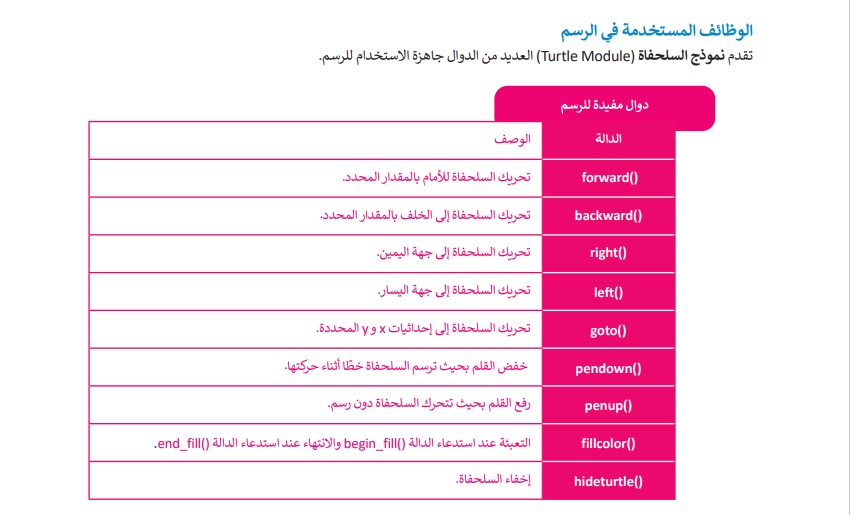 الوظائف المستخدمة في الرسم
تقدم نموذج السلحفاة (Turtle Module) العديد من الدوال جاهزة الاستخدام للرسم.
دوال مفيدة للرسم
الدالة الوصف
forward() تحريك السلحفاة للأمام بالمقدار المحدد.
backward() تحريك السلحفاة إلى الخلف بالمقدار المحدد.
right() تحريك السلحفاة إلى جهة اليمين.
left() تحريك السلحفاة إلى جهة اليسار.
goto() تحريك السلحفاة إلى إحداثيات x و y المحددة.
pendown() خفض القلم بحيث ترسم السلحفاة خطًا أثناء حركتها.
penup() رفع القلم بحيث تتحرك السلحفاة دون رسم.
fillcolor() التعبئة عند استدعاء الدالة begin_fill() والانتهاء عند استدعاء الدالة end_fill().
hideturtle() إخفاء السلحفاة.